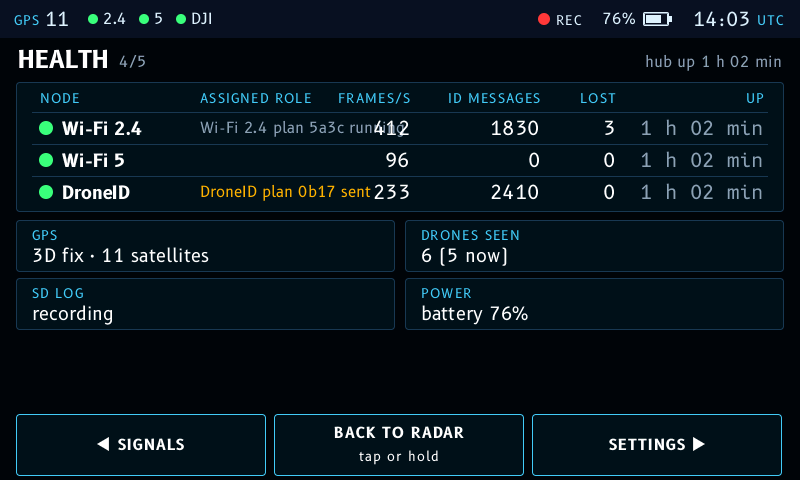 GPS 11 2.4 5 DJI REC 76% 14:03 UTC
HEALTH 4/5 hub up 1 h 02 min
NODE ASSIGNED ROLE FRAMES/S ID MESSAGES LOST UP
Wi-Fi 2.4 Wi-Fi 2.4 plan 5a3c running 412 1830 3 1 h 02 min
Wi-Fi 5 96 0 0 1 h 02 min
DroneID DroneID plan 0b17 sent 233 2410 0 1 h 02 min
GPS DRONES SEEN
3D fix · 11 satellites 6 (5 now)
SD LOG POWER
recording battery 76%
◀ SIGNALS BACK TO RADAR SETTINGS ▶
tap or hold